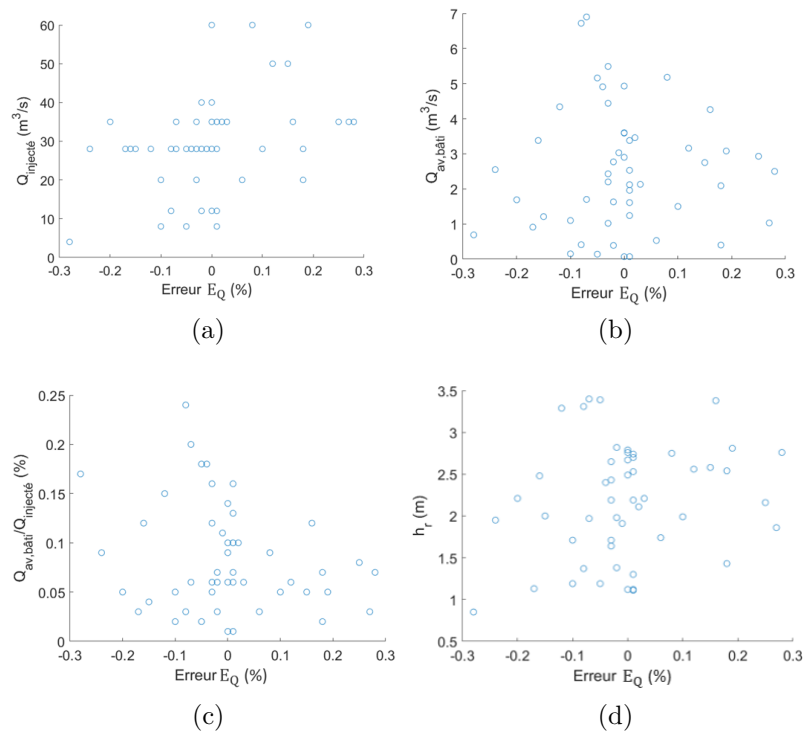 60
50
40
30
20
10
0
Q_injecté (m³/s)
-0.3 -0.2 -0.1 0 0.1 0.2 0.3
Erreur E_Q (%)
(a)
7
6
5
4
3
2
1
0
Q_av,bâti (m³/s)
-0.3 -0.2 -0.1 0 0.1 0.2 0.3
Erreur E_Q (%)
(b)
0.25
0.2
0.15
0.1
0.05
0
Q_av,bâti/Q_injecté (%)
-0.3 -0.2 -0.1 0 0.1 0.2 0.3
Erreur E_Q (%)
(c)
3.5
3
2.5
2
1.5
1
0.5
h_r (m)
-0.3 -0.2 -0.1 0 0.1 0.2 0.3
Erreur E_Q (%)
(d)